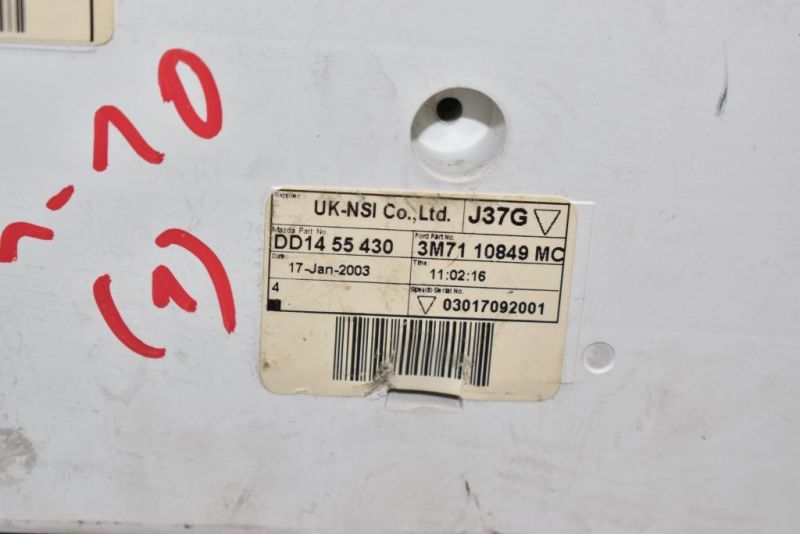 -10
(a)
Supplier
UK-NSI Co.,Ltd. J37G
Mazda Part No. Ford Part No.
DD14 55 430 3M71 10849 MC
Date: Time:
17-Jan-2003 11:02:16
4 Speedo Serial No.
03017092001